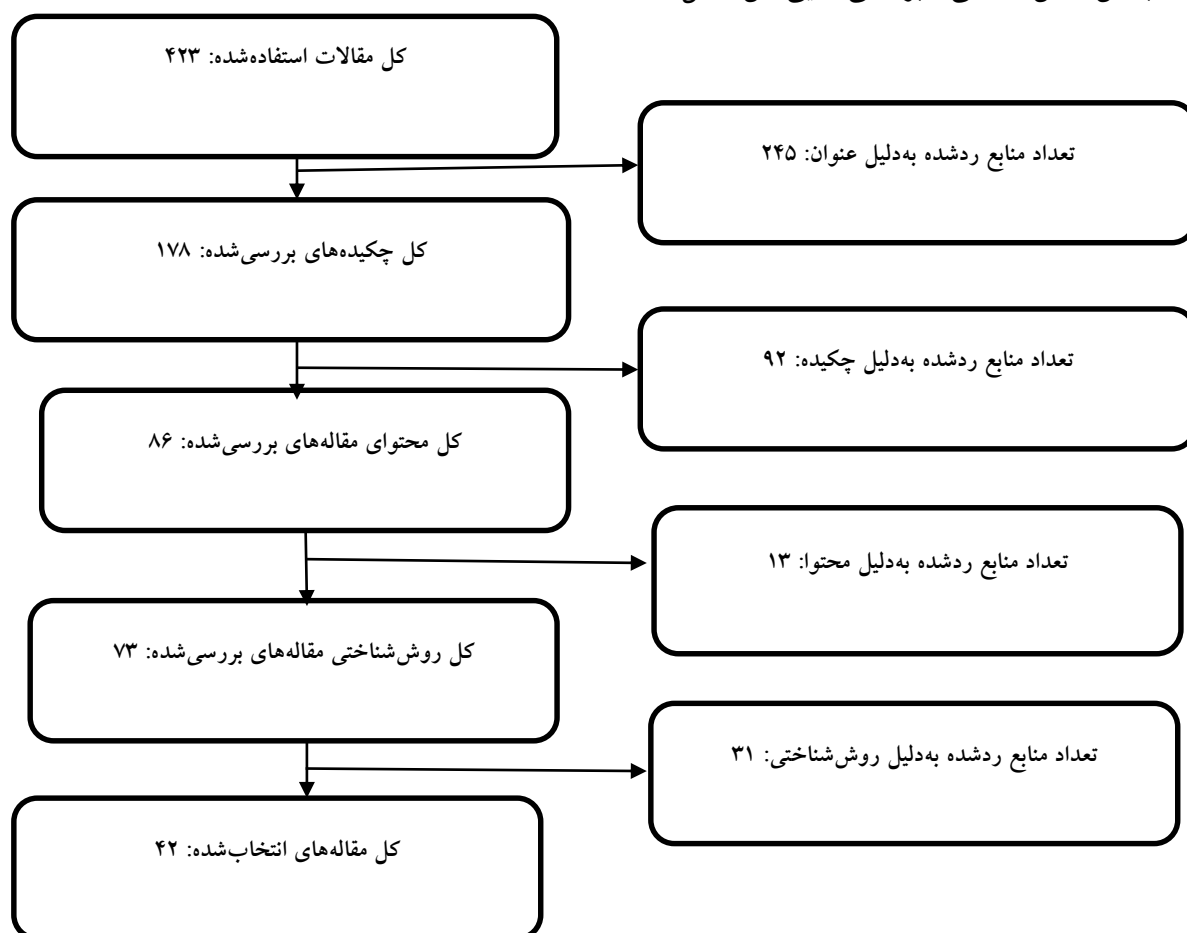 کل مقالات استفاده‌شده: ۴۲۳
تعداد منابع ردشده به‌دلیل عنوان: ۲۴۵
کل چکیده‌های بررسی‌شده: ۱۷۸
تعداد منابع ردشده به‌دلیل چکیده: ۹۲
کل محتوای مقاله‌های بررسی‌شده: ۸۶
تعداد منابع ردشده به‌دلیل محتوا: ۱۳
کل روش‌شناختی مقاله‌های بررسی‌شده: ۷۳
تعداد منابع ردشده به‌دلیل روش‌شناختی: ۳۱
کل مقاله‌های انتخاب‌شده: ۴۲